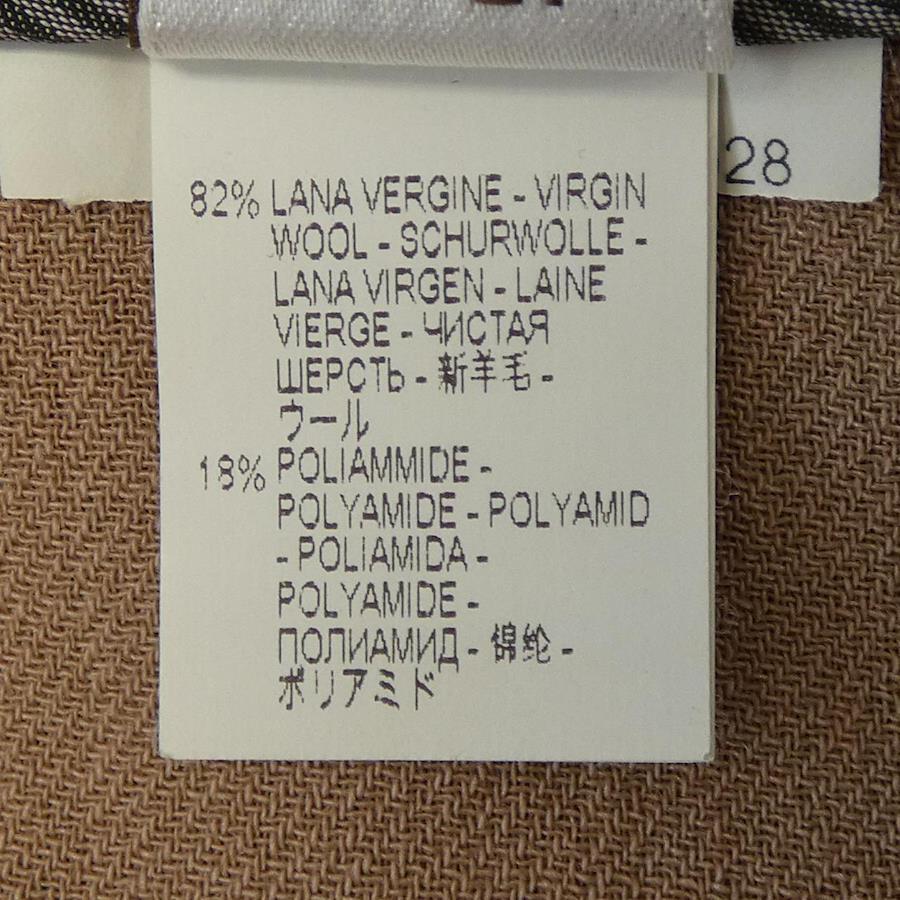 28
82% LANA VERGINE - VIRGIN
WOOL - SCHURWOLLE -
LANA VIRGEN - LAINE
VIERGE - ЧИСТАЯ
ШЕРСТЬ - 新羊毛 -
ウール
18% POLIAMMIDE -
POLYAMIDE - POLYAMID
- POLIAMIDA -
POLYAMIDE -
ПОЛИАМИД - 锦纶 -
ポリアミド